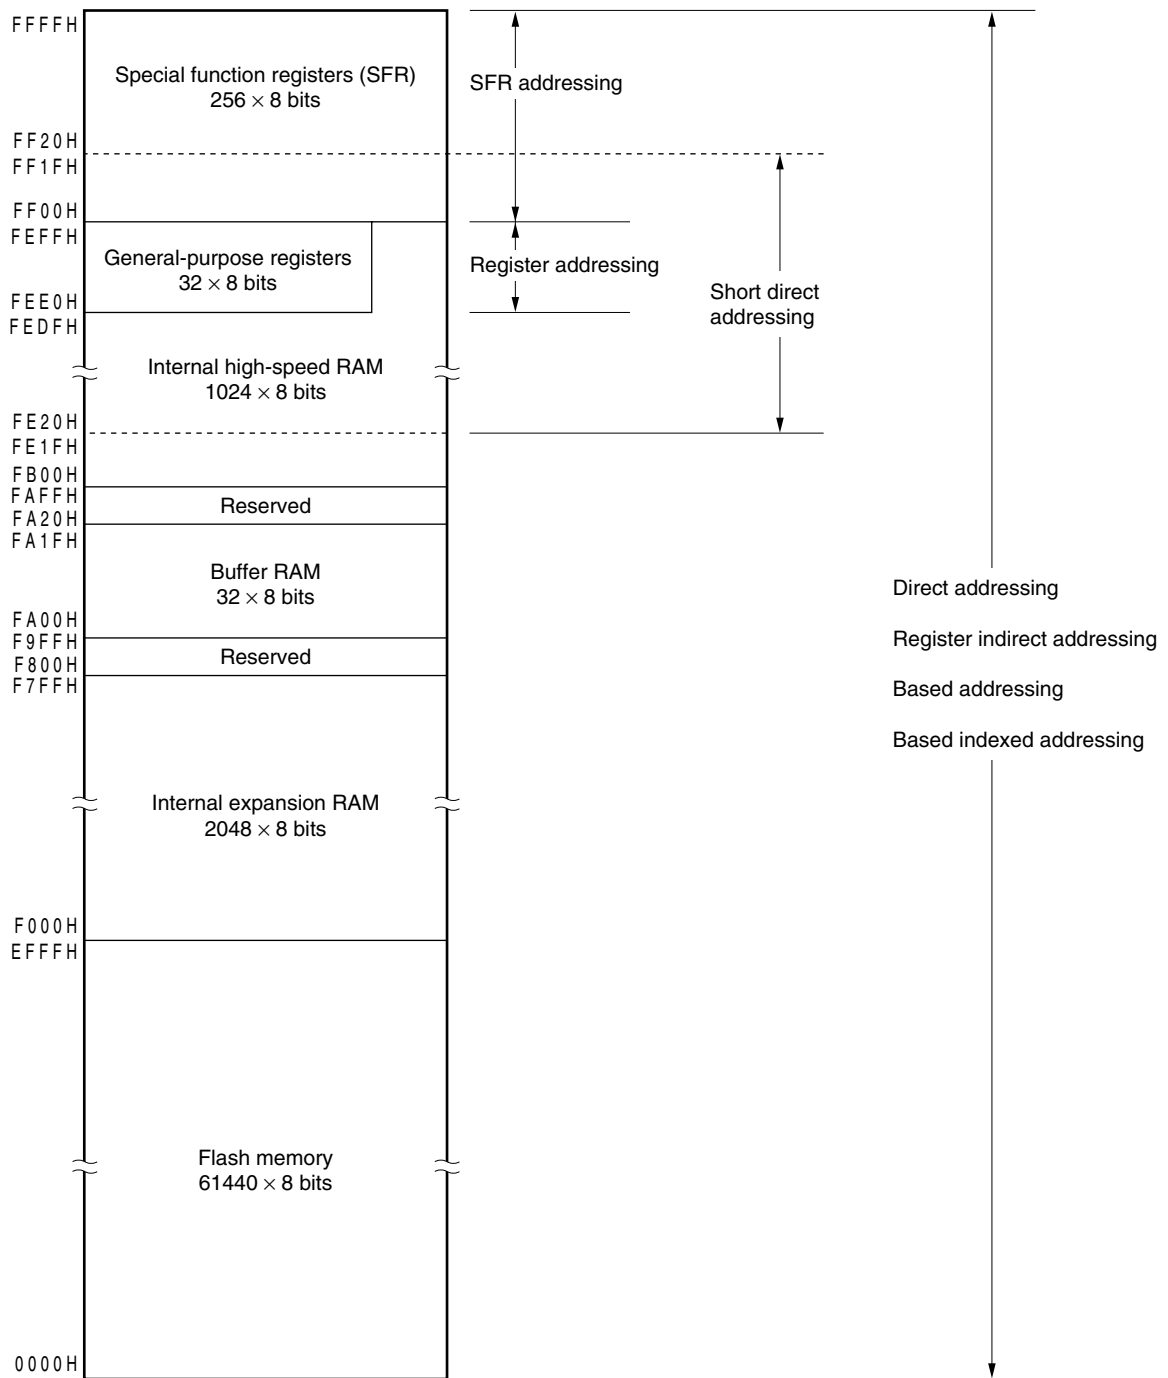 FFFFH
Special function registers (SFR)
256 × 8 bits
SFR addressing
FF20H
FF1FH
FF00H
FEFFH
General-purpose registers
32 × 8 bits
Register addressing
FEE0H
FEDFH
Short direct
addressing
Internal high-speed RAM
1024 × 8 bits
FE20H
FE1FH
FB00H
FAFFH
Reserved
FA20H
FA1FH
Buffer RAM
32 × 8 bits
FA00H
F9FFH
Reserved
F800H
F7FFH
Direct addressing
Register indirect addressing
Based addressing
Based indexed addressing
Internal expansion RAM
2048 × 8 bits
F000H
EFFFH
Flash memory
61440 × 8 bits
0000H